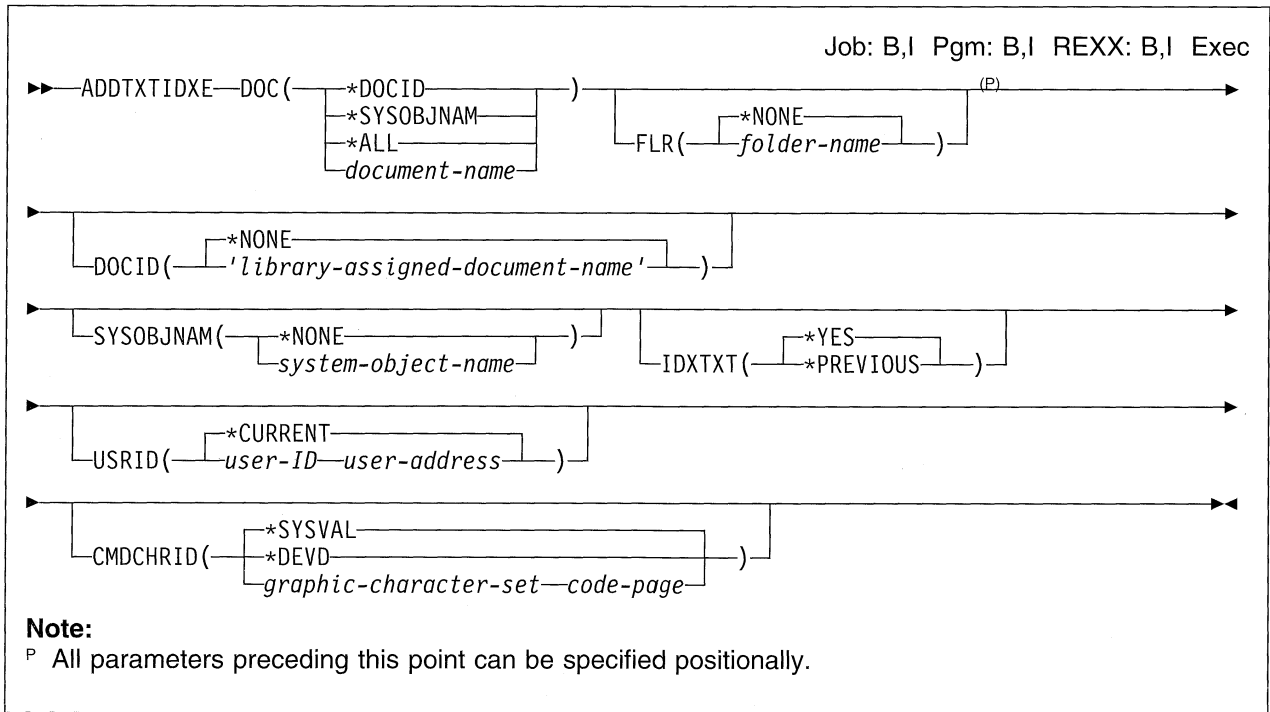 Job: B,I Pgm: B,I REXX: B,I Exec
ADDTXTIDXE DOC( *DOCID ) (P)
*SYSOBJNAM
*ALL
document-name
FLR( *NONE
folder-name )
*NONE
DOCID( 'library-assigned-document-name' )
SYSOBJNAM( *NONE )
system-object-name
*YES
IDXTXT( *PREVIOUS )
*CURRENT
USRID( user-ID user-address )
*SYSVAL
CMDCHRID( *DEVD )
graphic-character-set code-page
Note:
P All parameters preceding this point can be specified positionally.